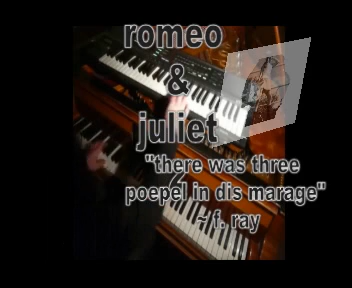 romeo
&
juliet
"there was three
poepel in dis marage"
~ f. ray